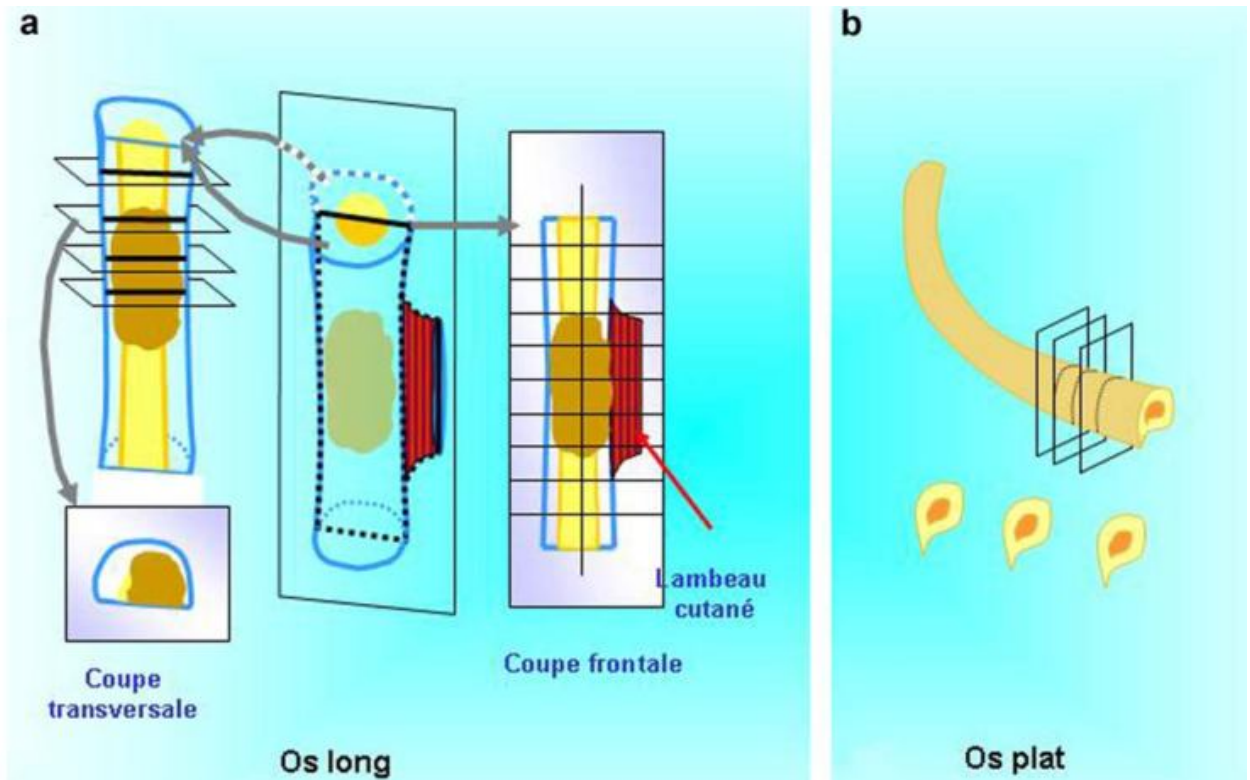 a
b
Lambeau
cutané
Coupe
transversale
Coupe frontale
Os long
Os plat